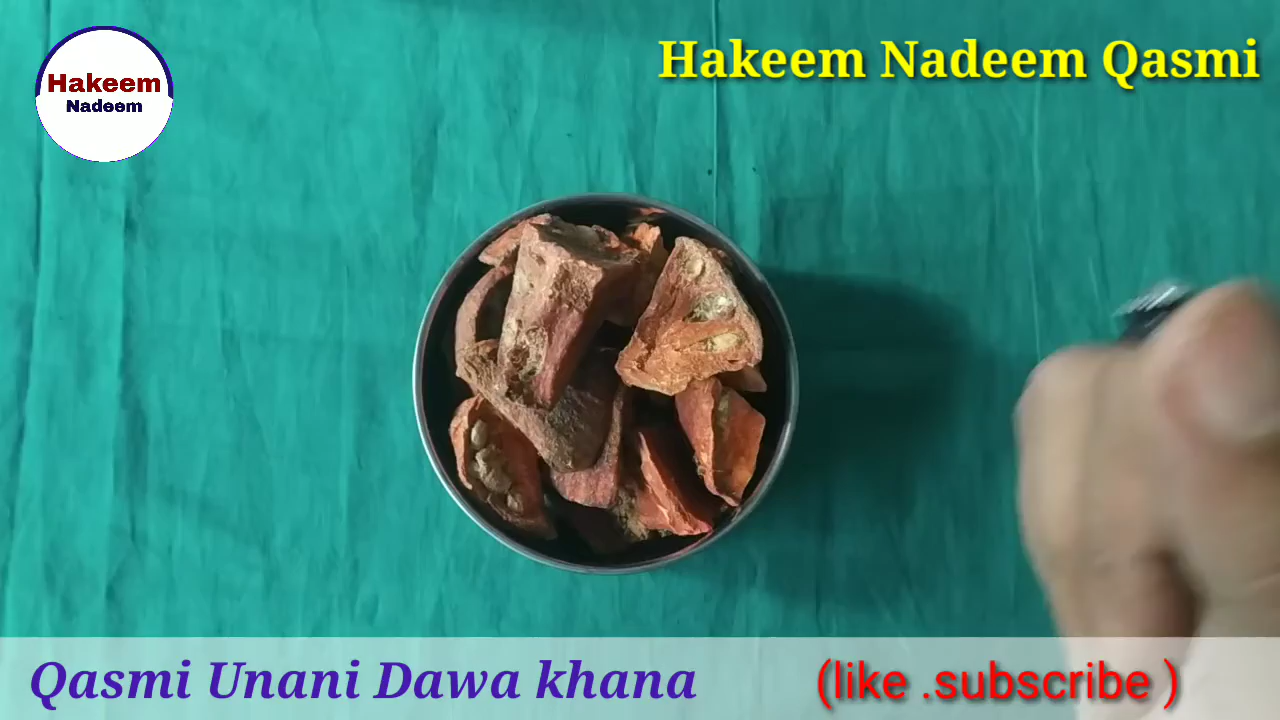 Hakeem
Nadeem
Hakeem Nadeem Qasmi
Qasmi Unani Dawa khana
(like .subscribe )